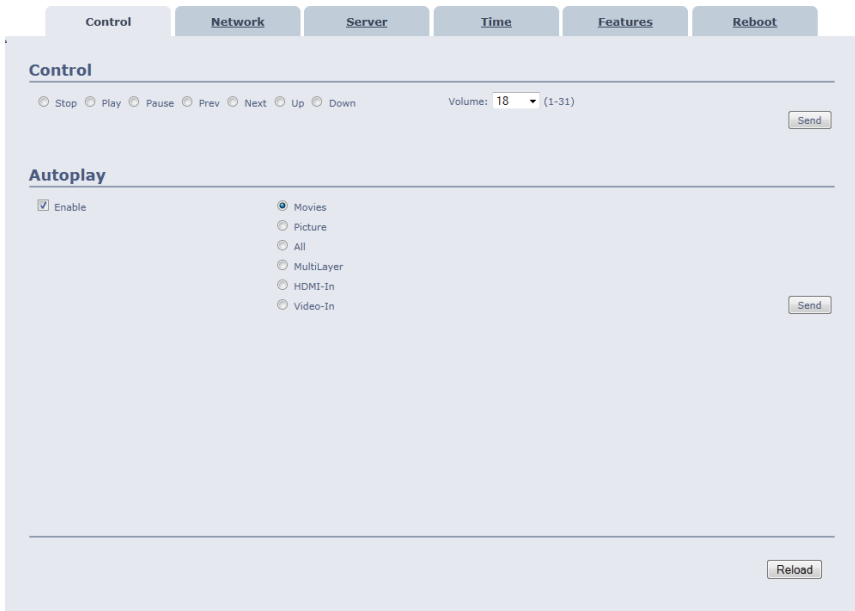 Control Network Server Time Features Reboot
Control
Stop Play Pause Prev Next Up Down Volume: 18 (1-31)
Send
Autoplay
Enable Movies
Picture
All
MultiLayer
HDMI-In
Video-In Send
Reload